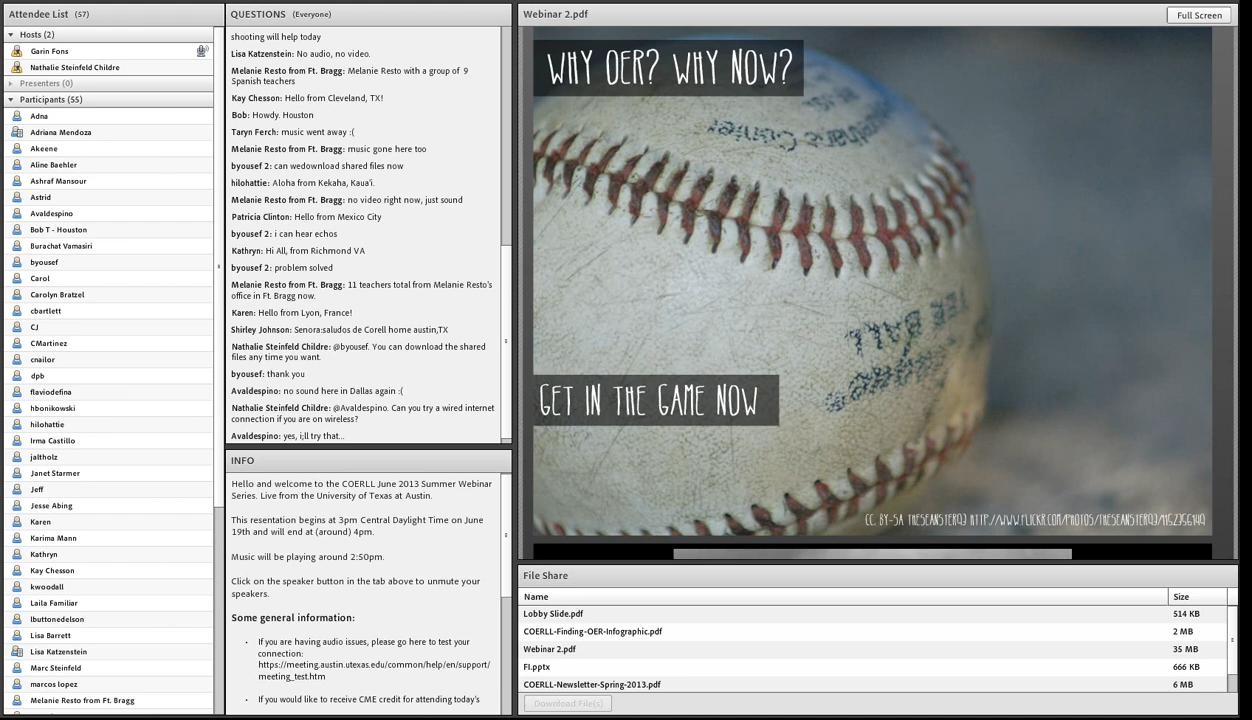 Attendee List (57)
Hosts (2)
Garin Fons
Nathalie Steinfeld Childre
Presenters (0)
Participants (55)
Adna
Adriana Mendoza
Akeene
Aline Baehler
Ashraf Mansour
Astrid
Avaldespino
Bob T - Houston
Burachat Vamasiri
byousef
Carol
Carolyn Bratzel
cbartlett
CJ
CMartinez
cnailor
dpb
flaviodefina
hbonikowski
hilohattie
Irma Castillo
jaltholz
Janet Starmer
Jeff
Jesse Abing
Karen
Karima Mann
Kathryn
Kay Chesson
kwoodall
Laila Familiar
lbuttonedelson
Lisa Barrett
Lisa Katzenstein
Marc Steinfeld
marcos lopez
Melanie Resto from Ft. Bragg
QUESTIONS (Everyone)
shooting will help today
Lisa Katzenstein: No audio, no video.
Melanie Resto from Ft. Bragg: Melanie Resto with a group of 9
Spanish teachers
Kay Chesson: Hello from Cleveland, TX!
Bob: Howdy. Houston
Taryn Ferch: music went away :(
Melanie Resto from Ft. Bragg: music gone here too
byousef 2: can wedownload shared files now
hilohattie: Aloha from Kekaha, Kaua'i.
Melanie Resto from Ft. Bragg: no video right now, just sound
Patricia Clinton: Hello from Mexico City
byousef 2: i can hear echos
Kathryn: Hi All, from Richmond VA
byousef 2: problem solved
Melanie Resto from Ft. Bragg: 11 teachers total from Melanie Resto's
office in Ft. Bragg now.
Karen: Hello from Lyon, France!
Shirley Johnson: Senora:saludos de Corell home austin,TX
Nathalie Steinfeld Childre: @byousef. You can download the shared
files any time you want.
byousef: thank you
Avaldespino: no sound here in Dallas again :(
Nathalie Steinfeld Childre: @Avaldespino. Can you try a wired internet
connection if you are on wireless?
Avaldespino: yes, i;ll try that...
INFO
Hello and welcome to the COERLL June 2013 Summer Webinar
Series. Live from the University of Texas at Austin.
This resentation begins at 3pm Central Daylight Time on June
19th and will end at (around) 4pm.
Music will be playing around 2:50pm.
Click on the speaker button in the tab above to unmute your
speakers.
Some general information:
• If you are having audio issues, please go here to test your
connection:
https://meeting.austin.utexas.edu/common/help/en/support/
meeting_test.htm
• If you would like to receive CME credit for attending today's
Webinar 2.pdf
Full Screen
WHY OER? WHY NOW?
GET IN THE GAME NOW
File Share
Name Size
Lobby Slide.pdf 514 KB
COERLL-Finding-OER-Infographic.pdf 2 MB
Webinar 2.pdf 35 MB
FI.pptx 666 KB
COERLL-Newsletter-Spring-2013.pdf 6 MB
Download File(s)